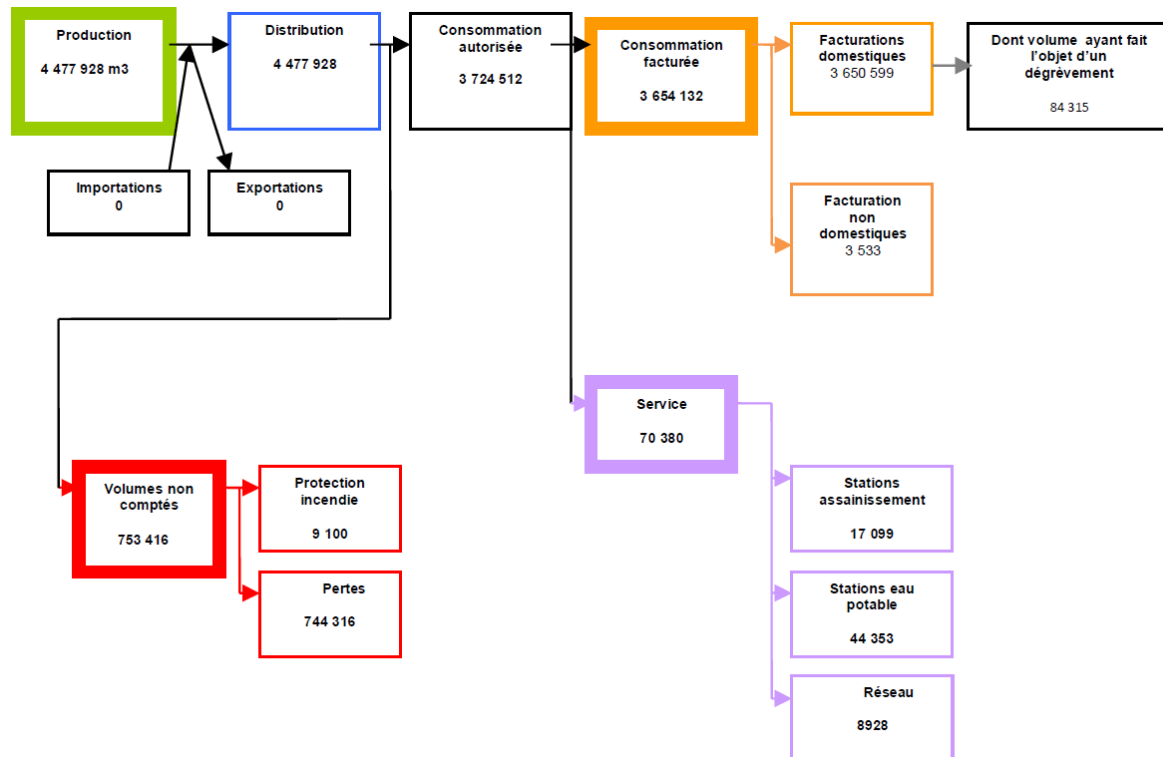 Production
4 477 928 m3
Distribution
4 477 928
Consommation
autorisée
3 724 512
Consommation
facturée
3 654 132
Facturations
domestiques
3 650 599
Dont volume ayant fait
l'objet d'un
dégrèvement
84 315
Importations
0
Exportations
0
Facturation
non
domestiques
3 533
Service
70 380
Volumes non
comptés
753 416
Protection
incendie
9 100
Pertes
744 316
Stations
assainissement
17 099
Stations eau
potable
44 353
Réseau
8928